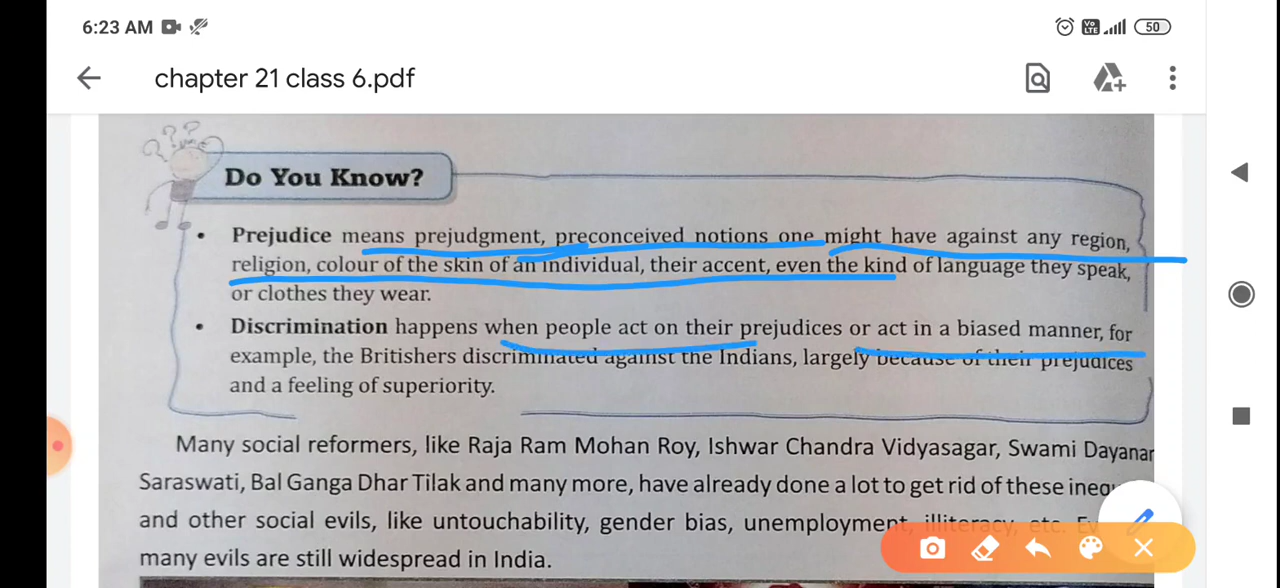 6:23 AM
50
chapter 21 class 6.pdf
Do You Know?
• Prejudice means prejudgment, preconceived notions one might have against any region,
religion, colour of the skin of an individual, their accent, even the kind of language they speak,
or clothes they wear.
• Discrimination happens when people act on their prejudices or act in a biased manner, for
example, the Britishers discriminated against the Indians, largely because of their prejudices
and a feeling of superiority.
Many social reformers, like Raja Ram Mohan Roy, Ishwar Chandra Vidyasagar, Swami Dayanan
Saraswati, Bal Ganga Dhar Tilak and many more, have already done a lot to get rid of these
and other social evils, like untouchability, gender bias, unemployment, illiteracy, etc.
many evils are still widespread in India.